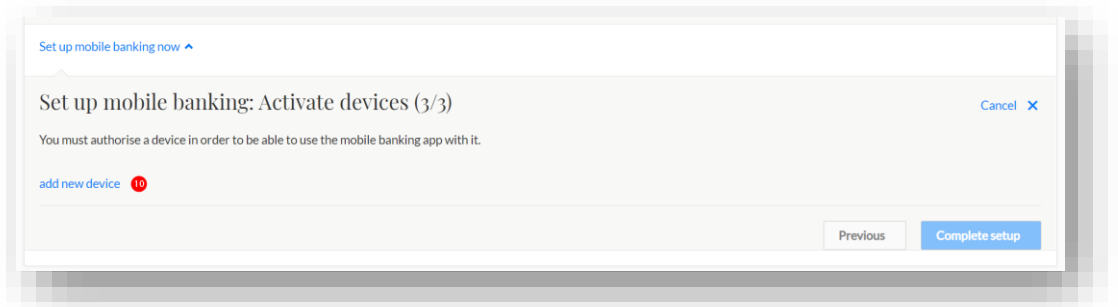 Set up mobile banking now
Set up mobile banking: Activate devices (3/3)
Cancel
You must authorise a device in order to be able to use the mobile banking app with it.
add new device 10
Previous
Complete setup